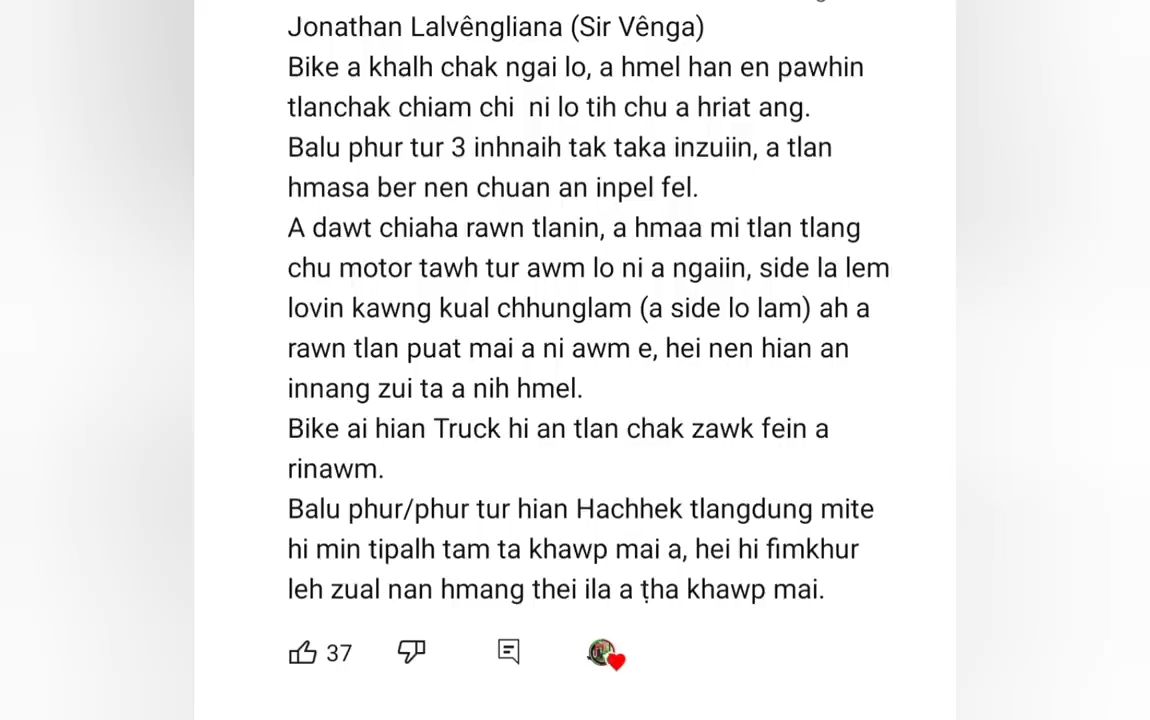 Jonathan Lalvêngliana (Sir Vênga)
Bike a khalh chak ngai lo, a hmel han en pawhin
tlanchak chiam chi ni lo tih chu a hriat ang.
Balu phur tur 3 inhnaih tak taka inzuiin, a tlan
hmasa ber nen chuan an inpel fel.
A dawt chiaha rawn tlanin, a hmaa mi tlan tlang
chu motor tawh tur awm lo ni a ngaiin, side la lem
lovin kawng kual chhunglam (a side lo lam) ah a
rawn tlan puat mai a ni awm e, hei nen hian an
innang zui ta a nih hmel.
Bike ai hian Truck hi an tlan chak zawk fein a
rinawm.
Balu phur/phur tur hian Hachhek tlangdung mite
hi min tipalh tam ta khawp mai a, hei hi fimkhur
leh zual nan hmang thei ila a ṭha khawp mai.
37